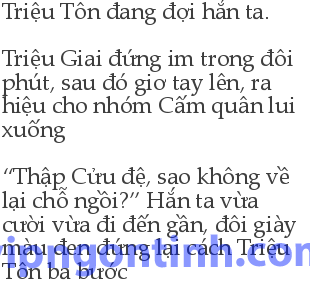 Triệu Tôn đang đợi hắn ta.
Triệu Giai đứng im trong đôi
phút, sau đó giơ tay lên, ra
hiệu cho nhóm Cấm quân lui
xuống
“Thập Cửu đệ, sao không về
lại chỗ ngồi?” Hắn ta vừa
cười vừa đi đến gần, đôi giày
màu đen đứng lại cách Triệu
Tôn ba bước